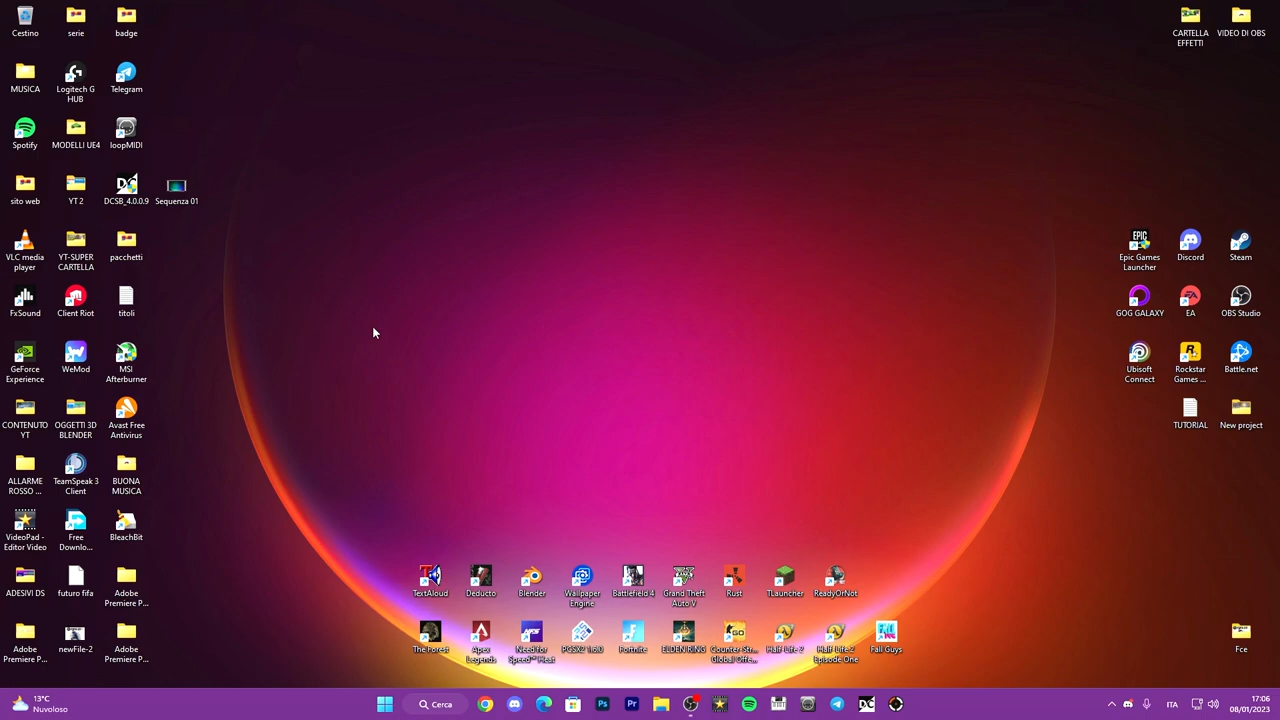 Cestino
serie
badge
CARTELLA
EFFETTI
VIDEO DI OBS
MUSICA
Logitech G
HUB
Telegram
Spotify
MODELLI UE4
loopMIDI
sito web
YT 2
DCSB_4.0.0.9
Sequenza 01
VLC media
player
YT-SUPER
CARTELLA
pacchetti
Epic Games
Launcher
Discord
Steam
FxSound
Client Riot
titoli
GOG GALAXY
EA
OBS Studio
GeForce
Experience
WeMod
MSI
Afterburner
Ubisoft
Connect
Rockstar
Games ...
Battle.net
CONTENUTO
YT
OGGETTI 3D
BLENDER
Avast Free
Antivirus
TUTORIAL
New project
ALLARME
ROSSO ...
TeamSpeak 3
Client
BUONA
MUSICA
VideoPad -
Editor Video
Free
Downlo...
BleachBit
ADESIVI DS
futuro fifa
Adobe
Premiere P...
TextAloud
Deducto
Blender
Wallpaper
Engine
Battlefield 4
Grand Theft
Auto V
Rust
TLauncher
ReadyOrNot
Adobe
Premiere P...
newFile-2
Adobe
Premiere P...
The Forest
Apex
Legends
Need for
Speed™ Heat
PCSX2 1.6.0
Fortnite
ELDEN RING
Counter-Str...
Global Offe...
Half-Life 2
Half-Life 2
Episode One
Fall Guys
Fce
13°C
Nuvoloso
Cerca
ITA
17:06
08/01/2023